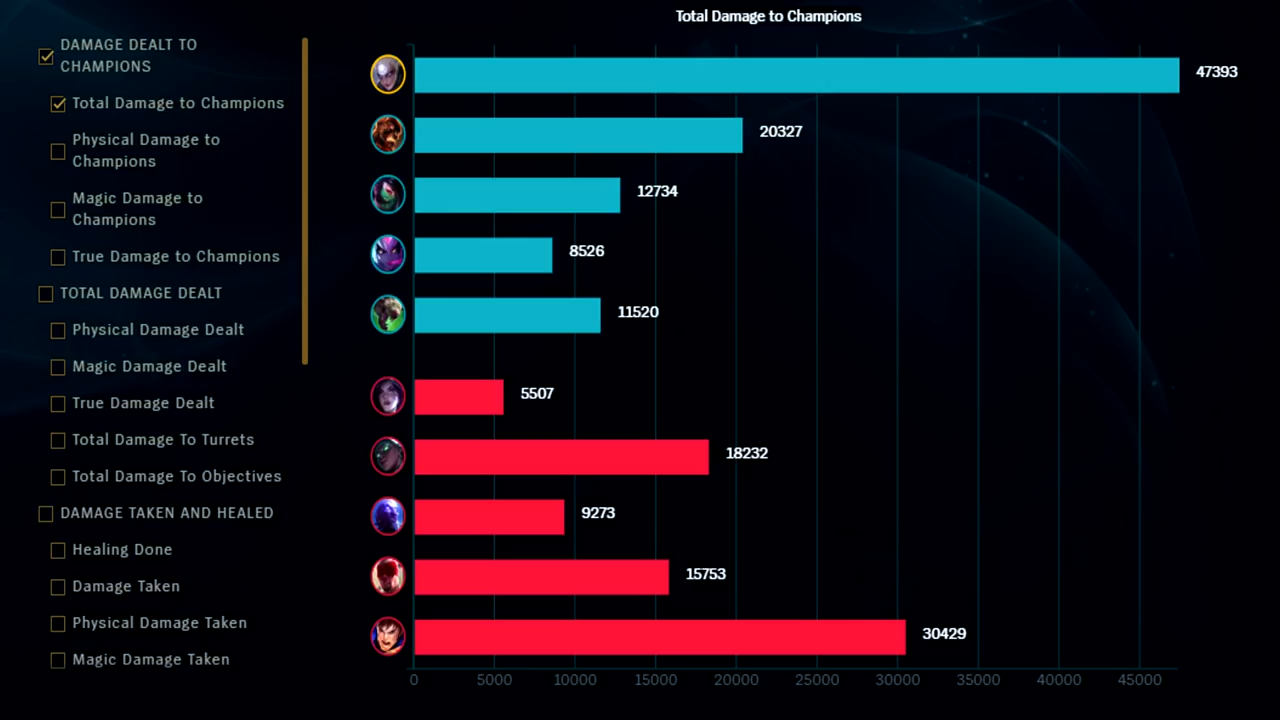 Total Damage to Champions
DAMAGE DEALT TO
CHAMPIONS
Total Damage to Champions
Physical Damage to
Champions
Magic Damage to
Champions
True Damage to Champions
TOTAL DAMAGE DEALT
Physical Damage Dealt
Magic Damage Dealt
True Damage Dealt
Total Damage To Turrets
Total Damage To Objectives
DAMAGE TAKEN AND HEALED
Healing Done
Damage Taken
Physical Damage Taken
Magic Damage Taken
47393
20327
12734
8526
11520
5507
18232
9273
15753
30429
0 5000 10000 15000 20000 25000 30000 35000 40000 45000